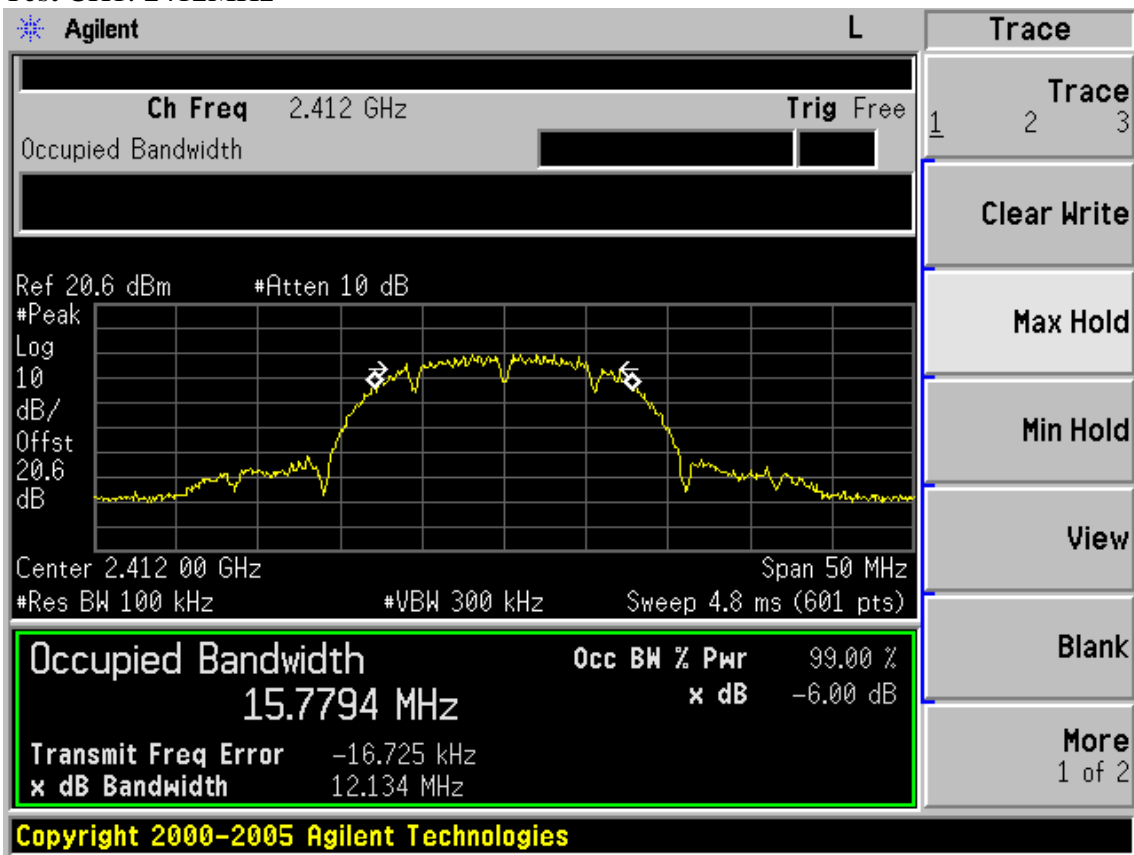 Agilent L Trace
Ch Freq 2.412 GHz Trig Free
Occupied Bandwidth
Trace
1 2 3
Clear Write
Max Hold
Min Hold
View
Blank
More
1 of 2
Ref 20.6 dBm #Atten 10 dB
#Peak
Log
10
dB/
Offst
20.6
dB
Center 2.412 00 GHz Span 50 MHz
#Res BW 100 kHz #VBW 300 kHz Sweep 4.8 ms (601 pts)
Occupied Bandwidth Occ BW % Pwr 99.00 %
15.7794 MHz x dB -6.00 dB
Transmit Freq Error -16.725 kHz
x dB Bandwidth 12.134 MHz
Copyright 2000-2005 Agilent Technologies